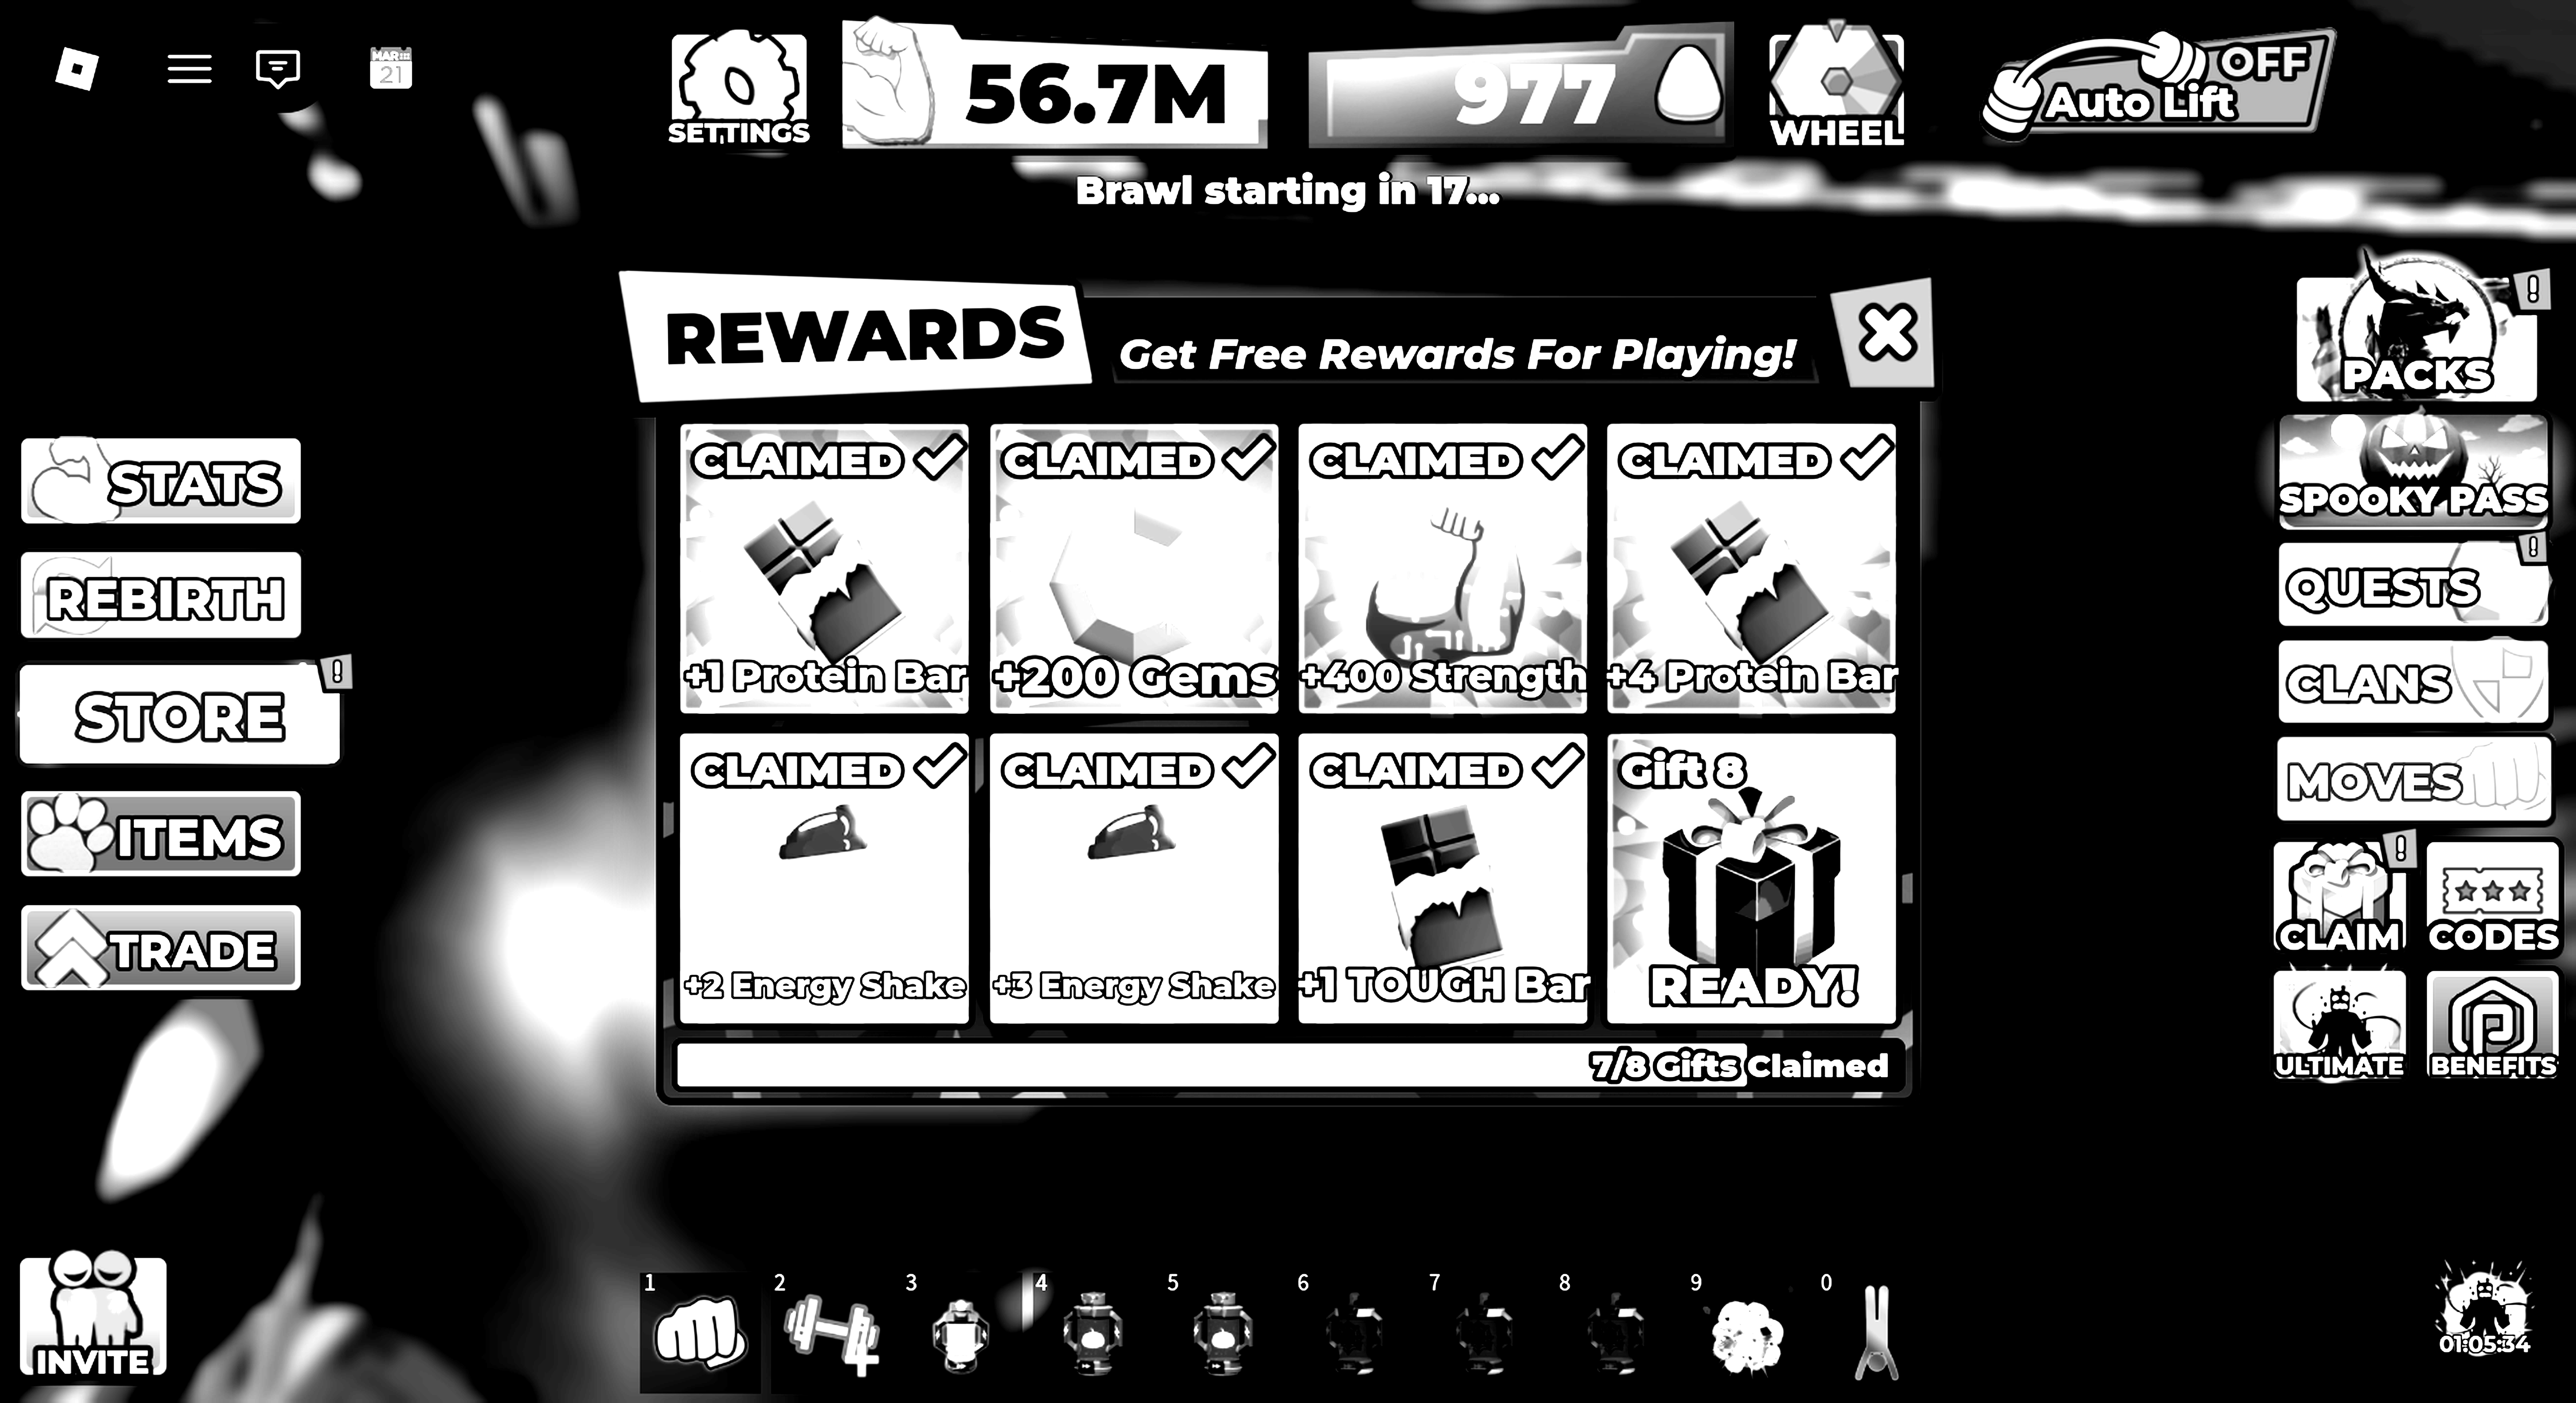 MAR
21
SETTINGS
56.7M
977
WHEEL
OFF
Auto Lift
Brawl starting in 17...
REWARDS
Get Free Rewards For Playing!
CLAIMED
+1 Protein Bar
CLAIMED
+200 Gems
CLAIMED
+400 Strength
CLAIMED
+4 Protein Bar
CLAIMED
+2 Energy Shake
CLAIMED
+3 Energy Shake
CLAIMED
+1 TOUGH Bar
Gift 8
READY!
7/8 Gifts Claimed
STATS
REBIRTH
!
STORE
ITEMS
TRADE
INVITE
!
PACKS
SPOOKY PASS
!
QUESTS
CLANS
MOVES
!
CLAIM
CODES
ULTIMATE
BENEFITS
1
2
3
4
5
6
7
8
9
0
01:05:34